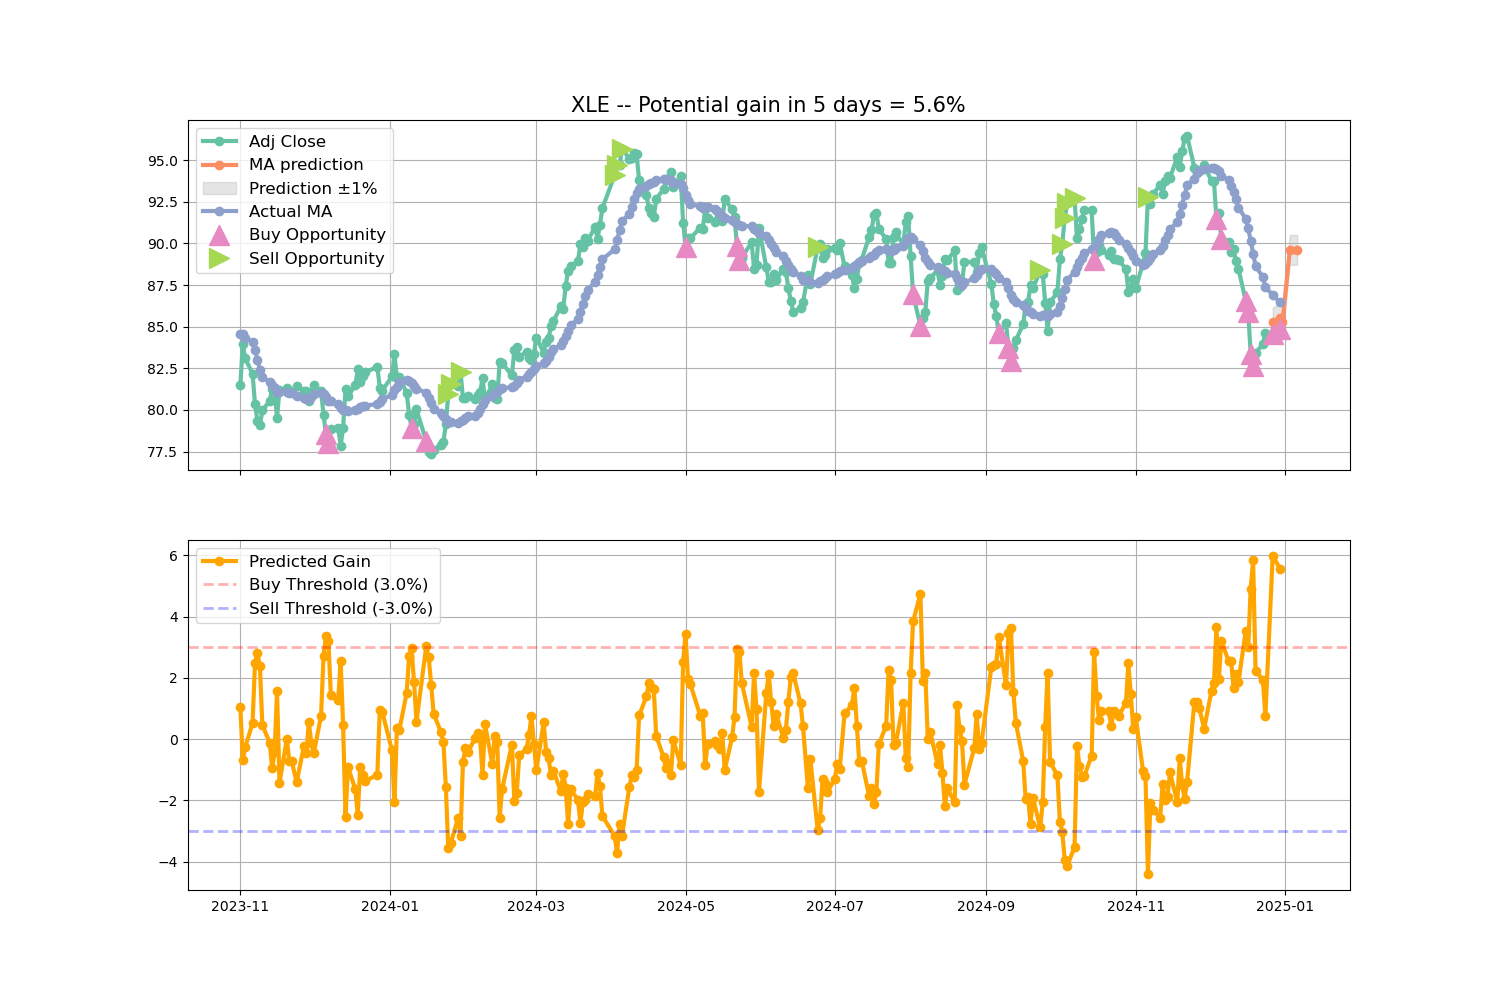 XLE -- Potential gain in 5 days = 5.6%
Adj Close
MA prediction
Prediction ±1%
Actual MA
Buy Opportunity
Sell Opportunity
95.0
92.5
90.0
87.5
85.0
82.5
80.0
77.5
Predicted Gain
Buy Threshold (3.0%)
Sell Threshold (-3.0%)
6
4
2
0
−2
−4
2023-11
2024-01
2024-03
2024-05
2024-07
2024-09
2024-11
2025-01